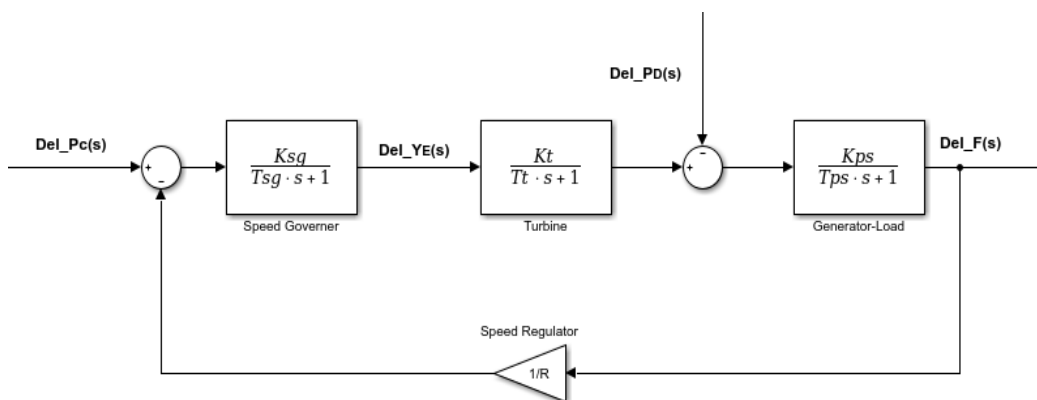 Del_PD(s)
Del_Pc(s)
+
−
Ksg
Tsg · s + 1
Speed Governer
Del_YE(s)
Kt
Tt · s + 1
Turbine
−
+
Kps
Tps · s + 1
Generator-Load
Del_F(s)
Speed Regulator
1/R